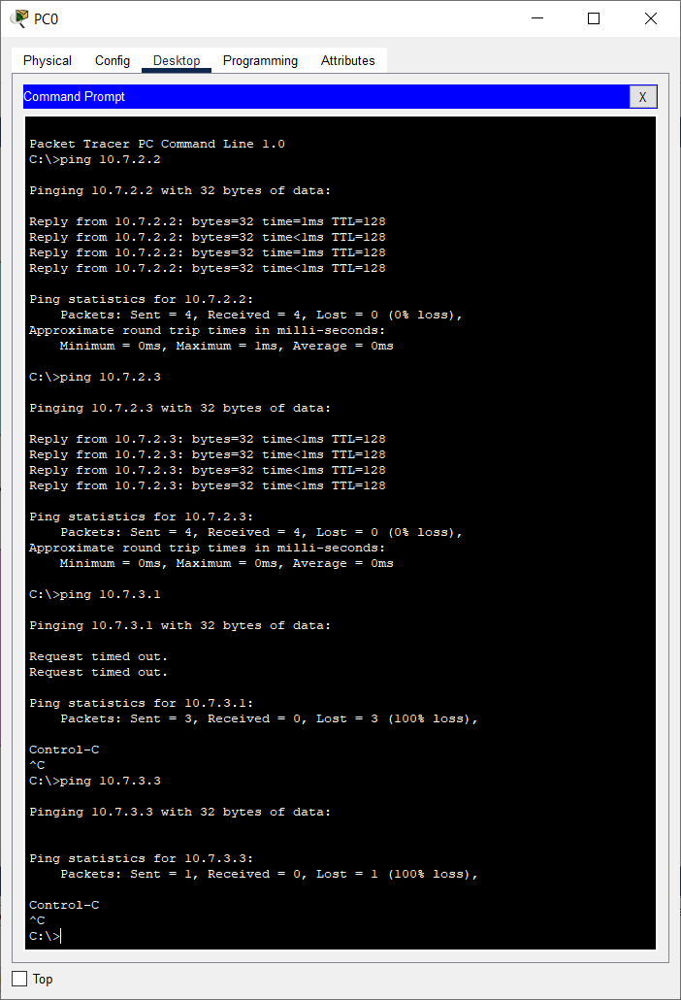 PC0
Physical Config Desktop Programming Attributes
Command Prompt
X
Packet Tracer PC Command Line 1.0
C:\>ping 10.7.2.2
Pinging 10.7.2.2 with 32 bytes of data:
Reply from 10.7.2.2: bytes=32 time=1ms TTL=128
Reply from 10.7.2.2: bytes=32 time<1ms TTL=128
Reply from 10.7.2.2: bytes=32 time=1ms TTL=128
Reply from 10.7.2.2: bytes=32 time<1ms TTL=128
Ping statistics for 10.7.2.2:
Packets: Sent = 4, Received = 4, Lost = 0 (0% loss),
Approximate round trip times in milli-seconds:
Minimum = 0ms, Maximum = 1ms, Average = 0ms
C:\>ping 10.7.2.3
Pinging 10.7.2.3 with 32 bytes of data:
Reply from 10.7.2.3: bytes=32 time<1ms TTL=128
Reply from 10.7.2.3: bytes=32 time<1ms TTL=128
Reply from 10.7.2.3: bytes=32 time<1ms TTL=128
Reply from 10.7.2.3: bytes=32 time<1ms TTL=128
Ping statistics for 10.7.2.3:
Packets: Sent = 4, Received = 4, Lost = 0 (0% loss),
Approximate round trip times in milli-seconds:
Minimum = 0ms, Maximum = 0ms, Average = 0ms
C:\>ping 10.7.3.1
Pinging 10.7.3.1 with 32 bytes of data:
Request timed out.
Request timed out.
Ping statistics for 10.7.3.1:
Packets: Sent = 3, Received = 0, Lost = 3 (100% loss),
Control-C
^C
C:\>ping 10.7.3.3
Pinging 10.7.3.3 with 32 bytes of data:
Ping statistics for 10.7.3.3:
Packets: Sent = 1, Received = 0, Lost = 1 (100% loss),
Control-C
^C
C:\>
Top